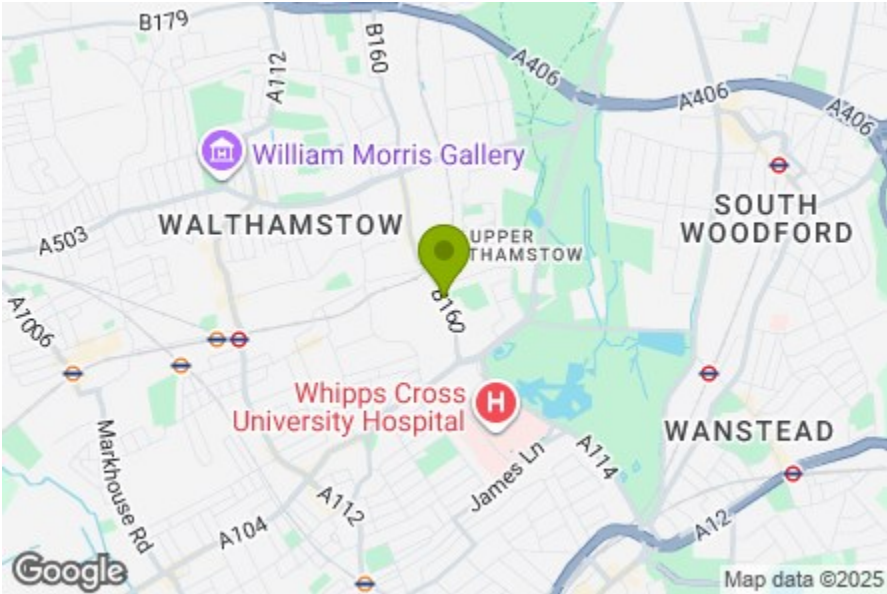 B179
B160
A112
A406
A406
A406
William Morris Gallery
A503
WALTHAMSTOW
UPPER
THAMSTOW
SOUTH
WOODFORD
A1006
B160
Whipps Cross
University Hospital
H
WANSTEAD
Markhouse Rd
James Ln
A114
A112
A104
A12
Google
Map data ©2025